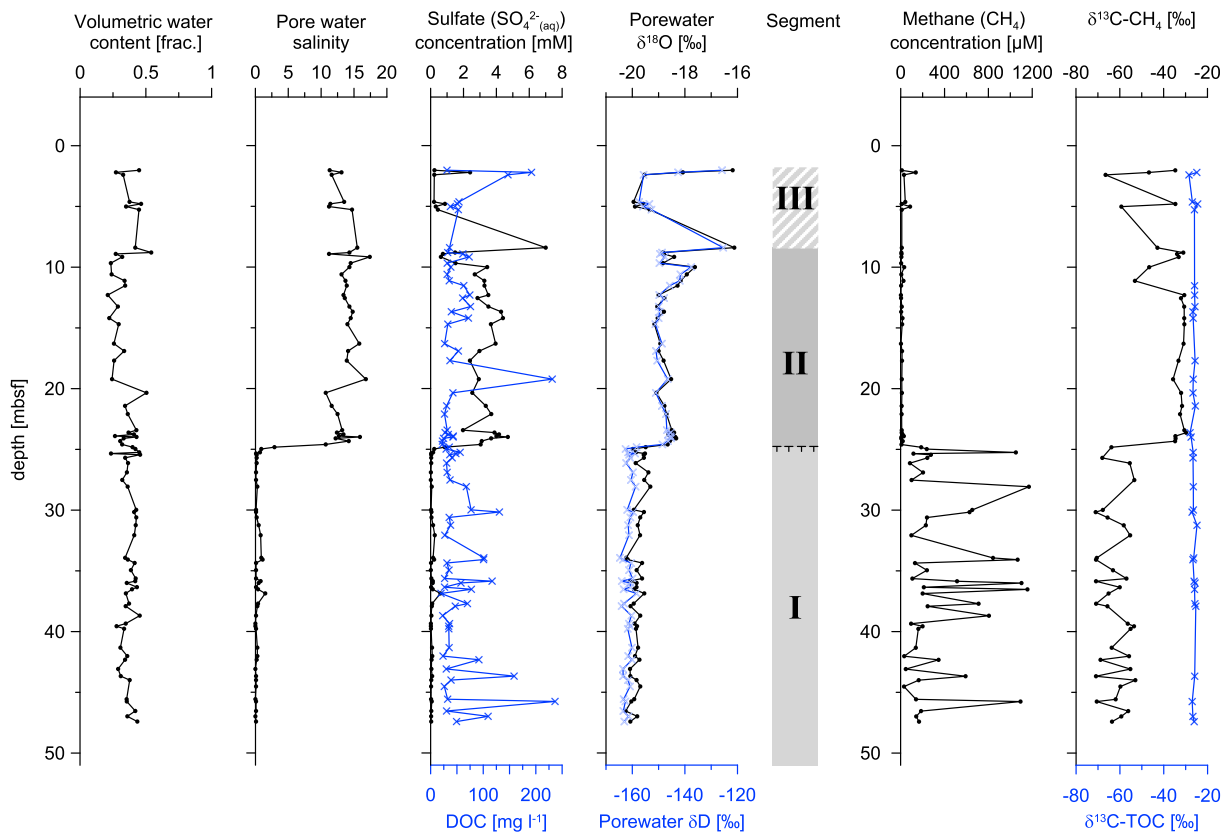 Volumetric water
content [frac.]
0 0.5 1
Pore water
salinity
0 5 10 15 20
Sulfate (SO₄²⁻(aq))
concentration [mM]
0 2 4 6 8
Porewater
δ¹⁸O [‰]
-20 -18 -16
Segment
Methane (CH₄)
concentration [µM]
0 400 800 1200
δ¹³C-CH₄ [‰]
-80 -60 -40 -20
depth [mbsf]
0
10
20
30
40
50
III
II
I
0 100 200
DOC [mg l⁻¹]
-160 -140 -120
Porewater δD [‰]
-80 -60 -40 -20
δ¹³C-TOC [‰]